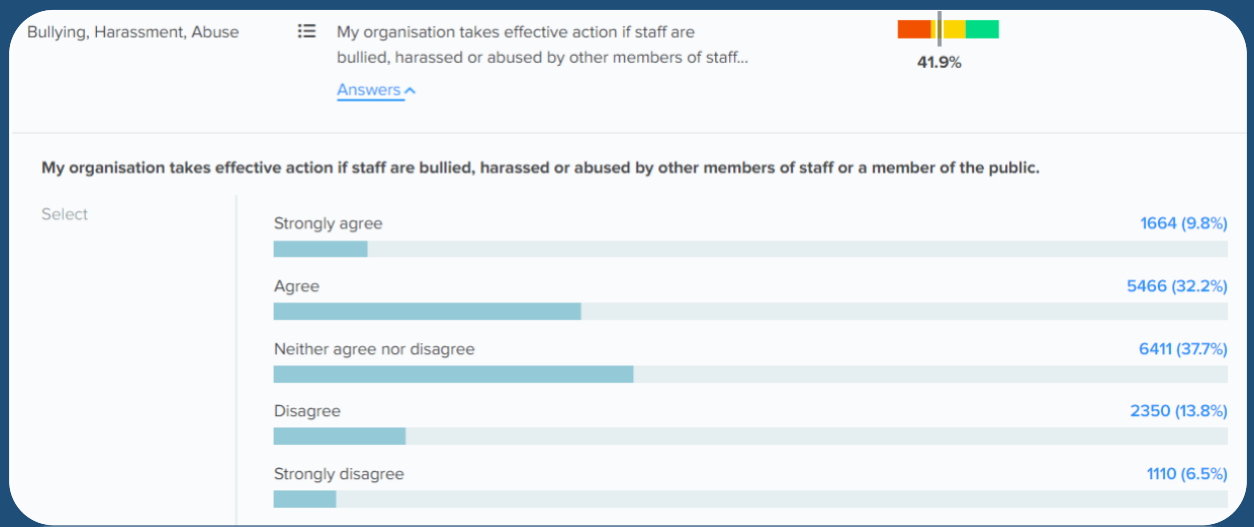 Bullying, Harassment, Abuse
My organisation takes effective action if staff are
bullied, harassed or abused by other members of staff...
Answers
41.9%
My organisation takes effective action if staff are bullied, harassed or abused by other members of staff or a member of the public.
Select
Strongly agree 1664 (9.8%)
Agree 5466 (32.2%)
Neither agree nor disagree 6411 (37.7%)
Disagree 2350 (13.8%)
Strongly disagree 1110 (6.5%)